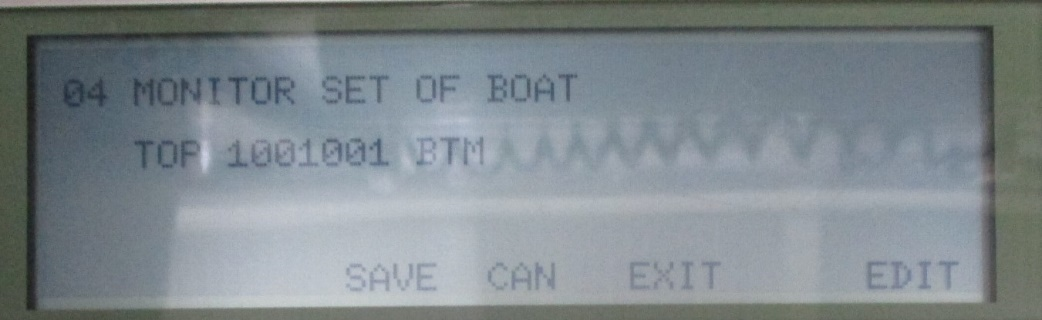 04 MONITOR SET OF BOAT
TOP 1001001 BTM
SAVE CAN EXIT EDIT